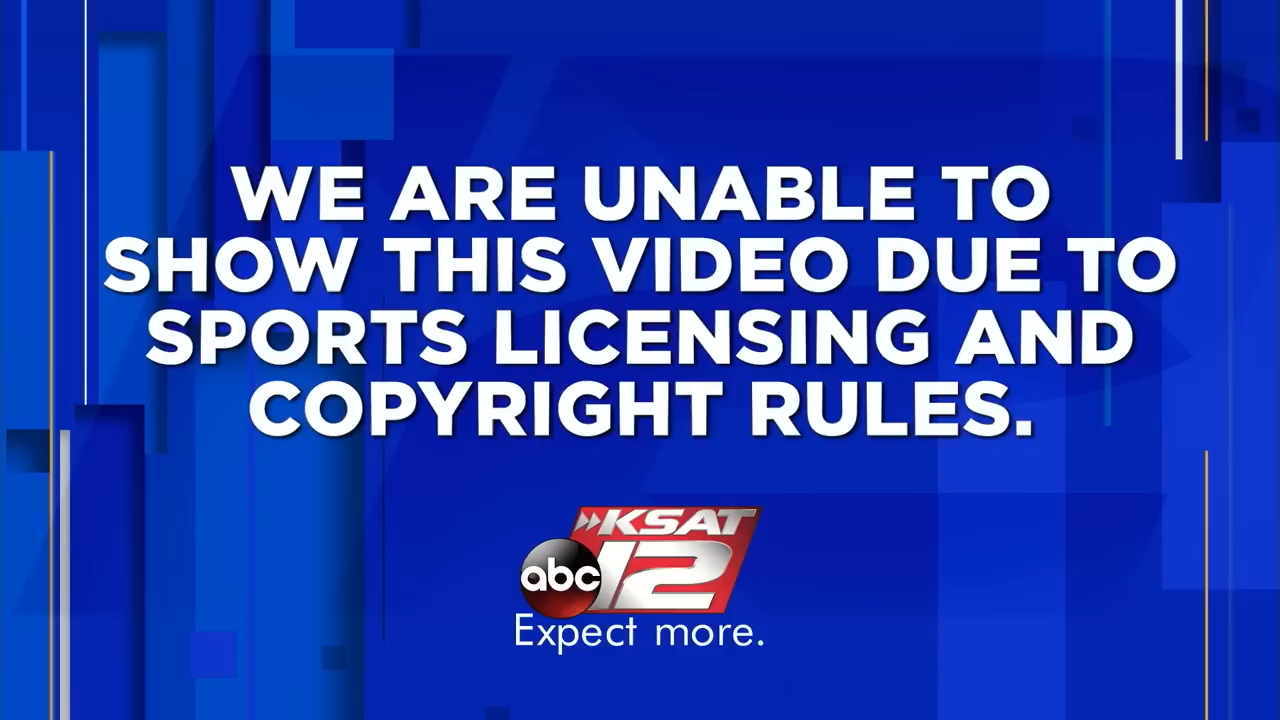 WE ARE UNABLE TO
SHOW THIS VIDEO DUE TO
SPORTS LICENSING AND
COPYRIGHT RULES.
KSAT
abc 12
Expect more.